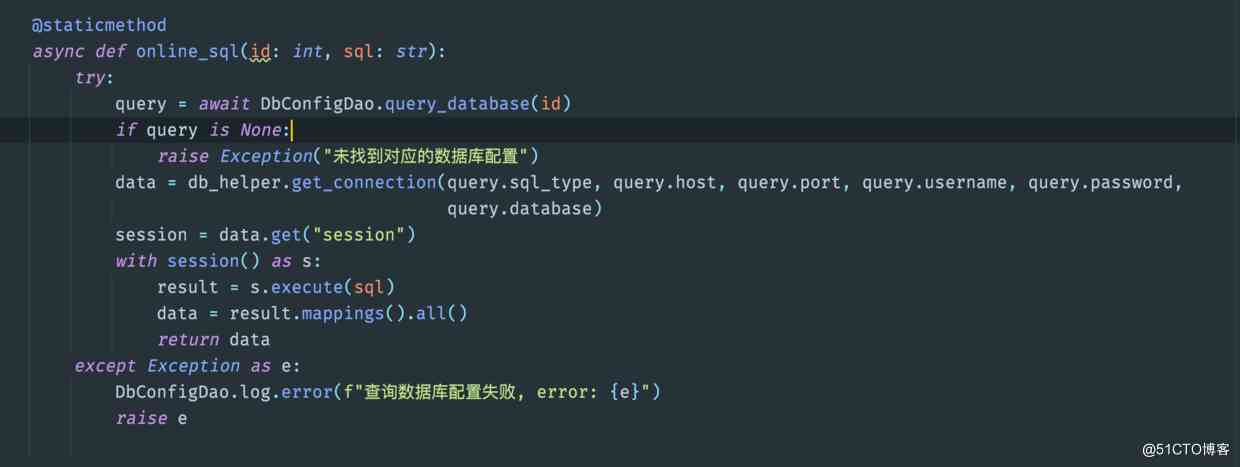 @staticmethod
async def online_sql(id: int, sql: str):
try:
query = await DbConfigDao.query_database(id)
if query is None:
raise Exception("未找到对应的数据库配置")
data = db_helper.get_connection(query.sql_type, query.host, query.port, query.username, query.password,
query.database)
session = data.get("session")
with session() as s:
result = s.execute(sql)
data = result.mappings().all()
return data
except Exception as e:
DbConfigDao.log.error(f"查询数据库配置失败, error: {e}")
raise e
@51CTO博客